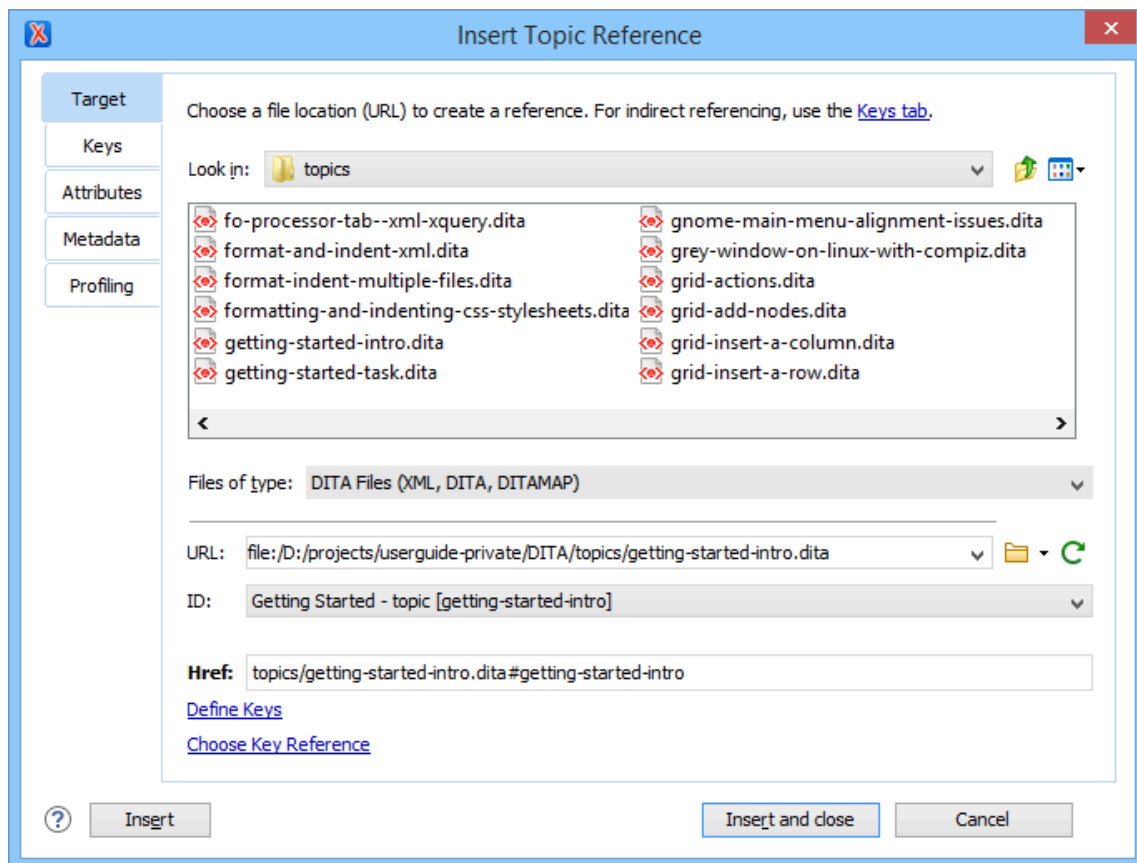 Insert Topic Reference
Target
Keys
Attributes
Metadata
Profiling
Choose a file location (URL) to create a reference. For indirect referencing, use the Keys tab.
Look in: topics
fo-processor-tab--xml-xquery.dita
format-and-indent-xml.dita
format-indent-multiple-files.dita
formatting-and-indenting-css-stylesheets.dita
getting-started-intro.dita
getting-started-task.dita
gnome-main-menu-alignment-issues.dita
grey-window-on-linux-with-compiz.dita
grid-actions.dita
grid-add-nodes.dita
grid-insert-a-column.dita
grid-insert-a-row.dita
Files of type: DITA Files (XML, DITA, DITAMAP)
URL: file:/D:/projects/userguide-private/DITA/topics/getting-started-intro.dita
ID: Getting Started - topic [getting-started-intro]
Href: topics/getting-started-intro.dita#getting-started-intro
Define Keys
Choose Key Reference
? Insert Insert and close Cancel